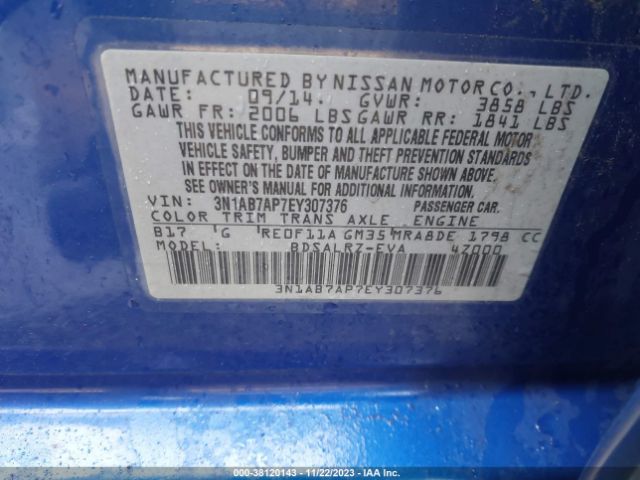 MANUFACTURED BY NISSAN MOTOR CO., LTD.
DATE: 09/14. GVWR: 3858 LBS
GAWR FR: 2006 LBS GAWR RR: 1841 LBS
THIS VEHICLE CONFORMS TO ALL APPLICABLE FEDERAL MOTOR
VEHICLE SAFETY, BUMPER AND THEFT PREVENTION STANDARDS
IN EFFECT ON THE DATE OF MANUFACTURE SHOWN ABOVE.
SEE OWNER'S MANUAL FOR ADDITIONAL INFORMATION.
VIN: 3N1AB7AP7EY307376 PASSENGER CAR.
COLOR TRIM TRANS AXLE ENGINE
B17 G RE0F11A GM35 MRA8DE 1798 CC
MODEL: BDSALRZ-EVA 4Z000
3N1AB7AP7EY307376
000-38120143 - 11/22/2023 - IAA Inc.